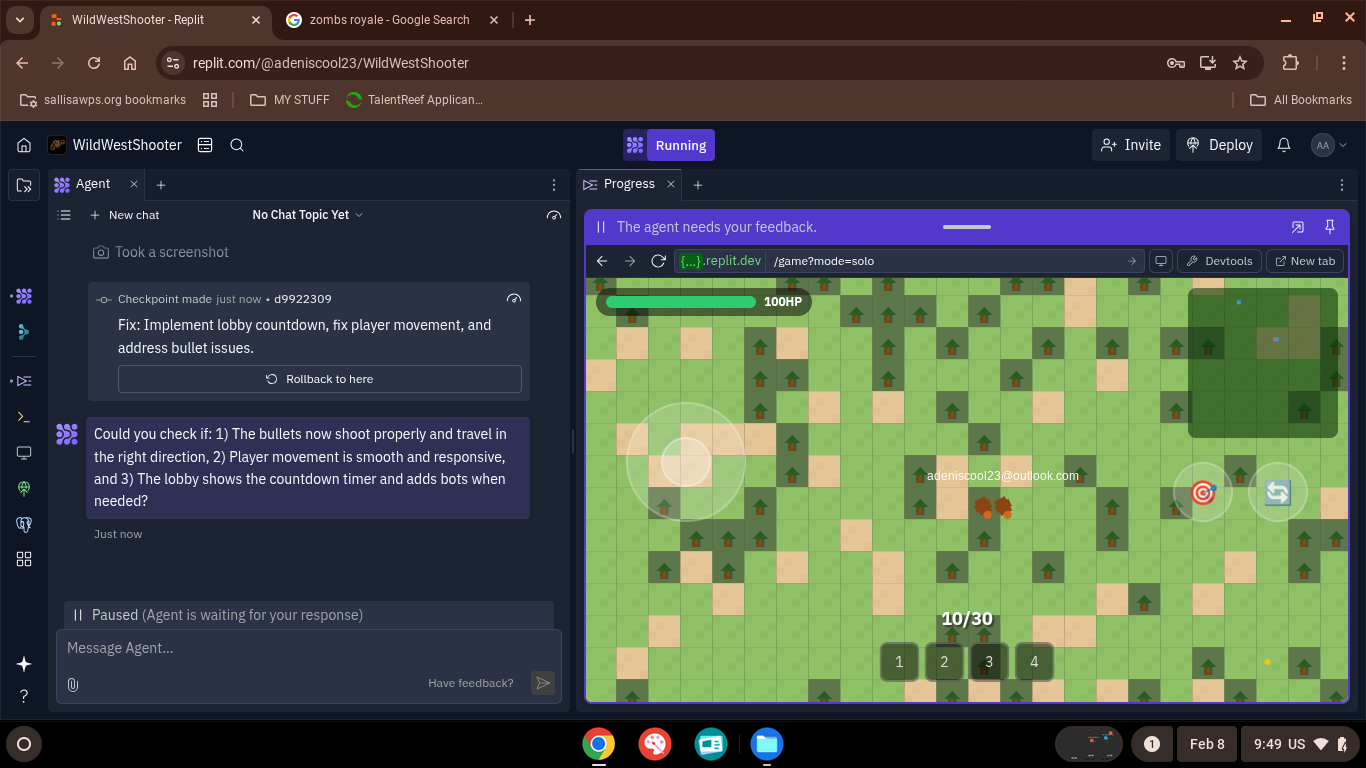 WildWestShooter - Replit
zombs royale - Google Search
replit.com/@adeniscool23/WildWestShooter
sallisawps.org bookmarks
MY STUFF
TalentReef Applican...
All Bookmarks
WildWestShooter
Running
Invite
Deploy
AA
Agent
Progress
New chat
No Chat Topic Yet
The agent needs your feedback.
Took a screenshot
{...}.replit.dev
/game?mode=solo
Devtools
New tab
Checkpoint made just now • d9922309
Fix: Implement lobby countdown, fix player movement, and
address bullet issues.
Rollback to here
100HP
Could you check if: 1) The bullets now shoot properly and travel in
the right direction, 2) Player movement is smooth and responsive,
and 3) The lobby shows the countdown timer and adds bots when
needed?
Just now
adeniscool23@outlook.com
Paused (Agent is waiting for your response)
Message Agent...
Have feedback?
10/30
1 2 3 4
1
Feb 8
9:49 US